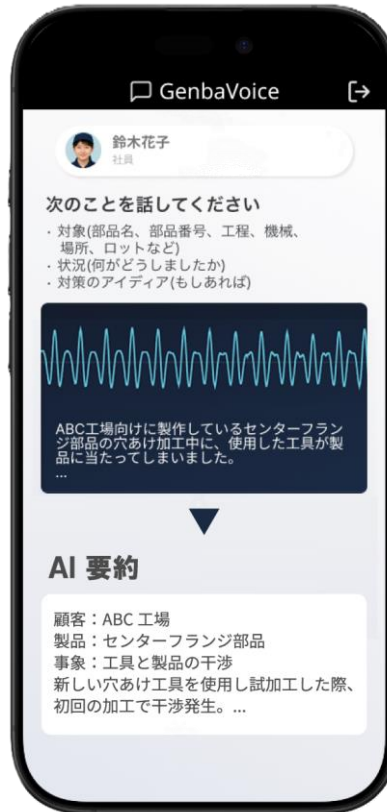 GenbaVoice
鈴木花子
社員
次のことを話してください
・対象(部品名、部品番号、工程、機械、
場所、ロットなど)
・状況(何がどうしましたか)
・対策のアイディア(もしあれば)
ABC工場向けに製作しているセンターフラン
ジ部品の穴あけ加工中に、使用した工具が製
品に当たってしまいました。
...
AI 要約
顧客：ABC 工場
製品：センターフランジ部品
事象：工具と製品の干渉
新しい穴あけ工具を使用し試加工した際、
初回の加工で干渉発生。...